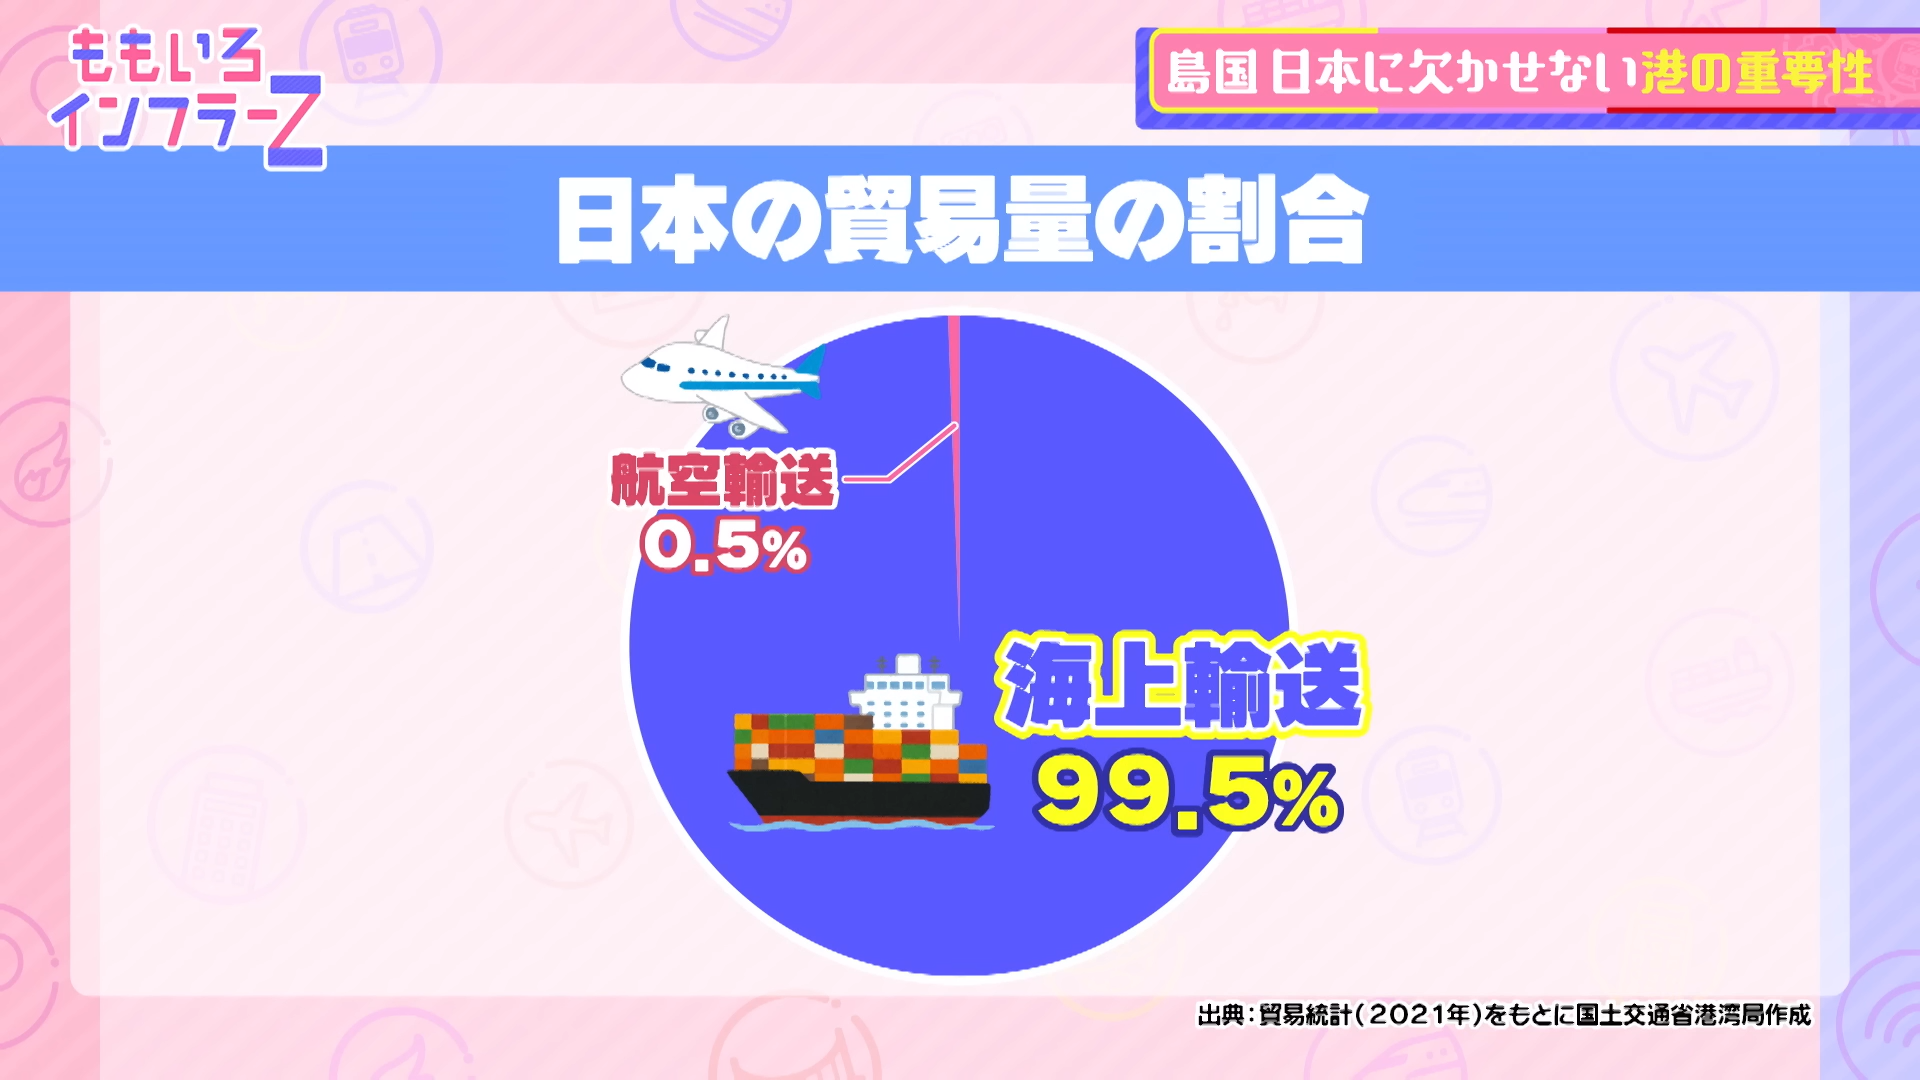 ももいろ
インフラーZ
島国 日本に欠かせない港の重要性
日本の貿易量の割合
航空輸送
0.5%
海上輸送
99.5%
出典：貿易統計（2021年）をもとに国土交通省港湾局作成